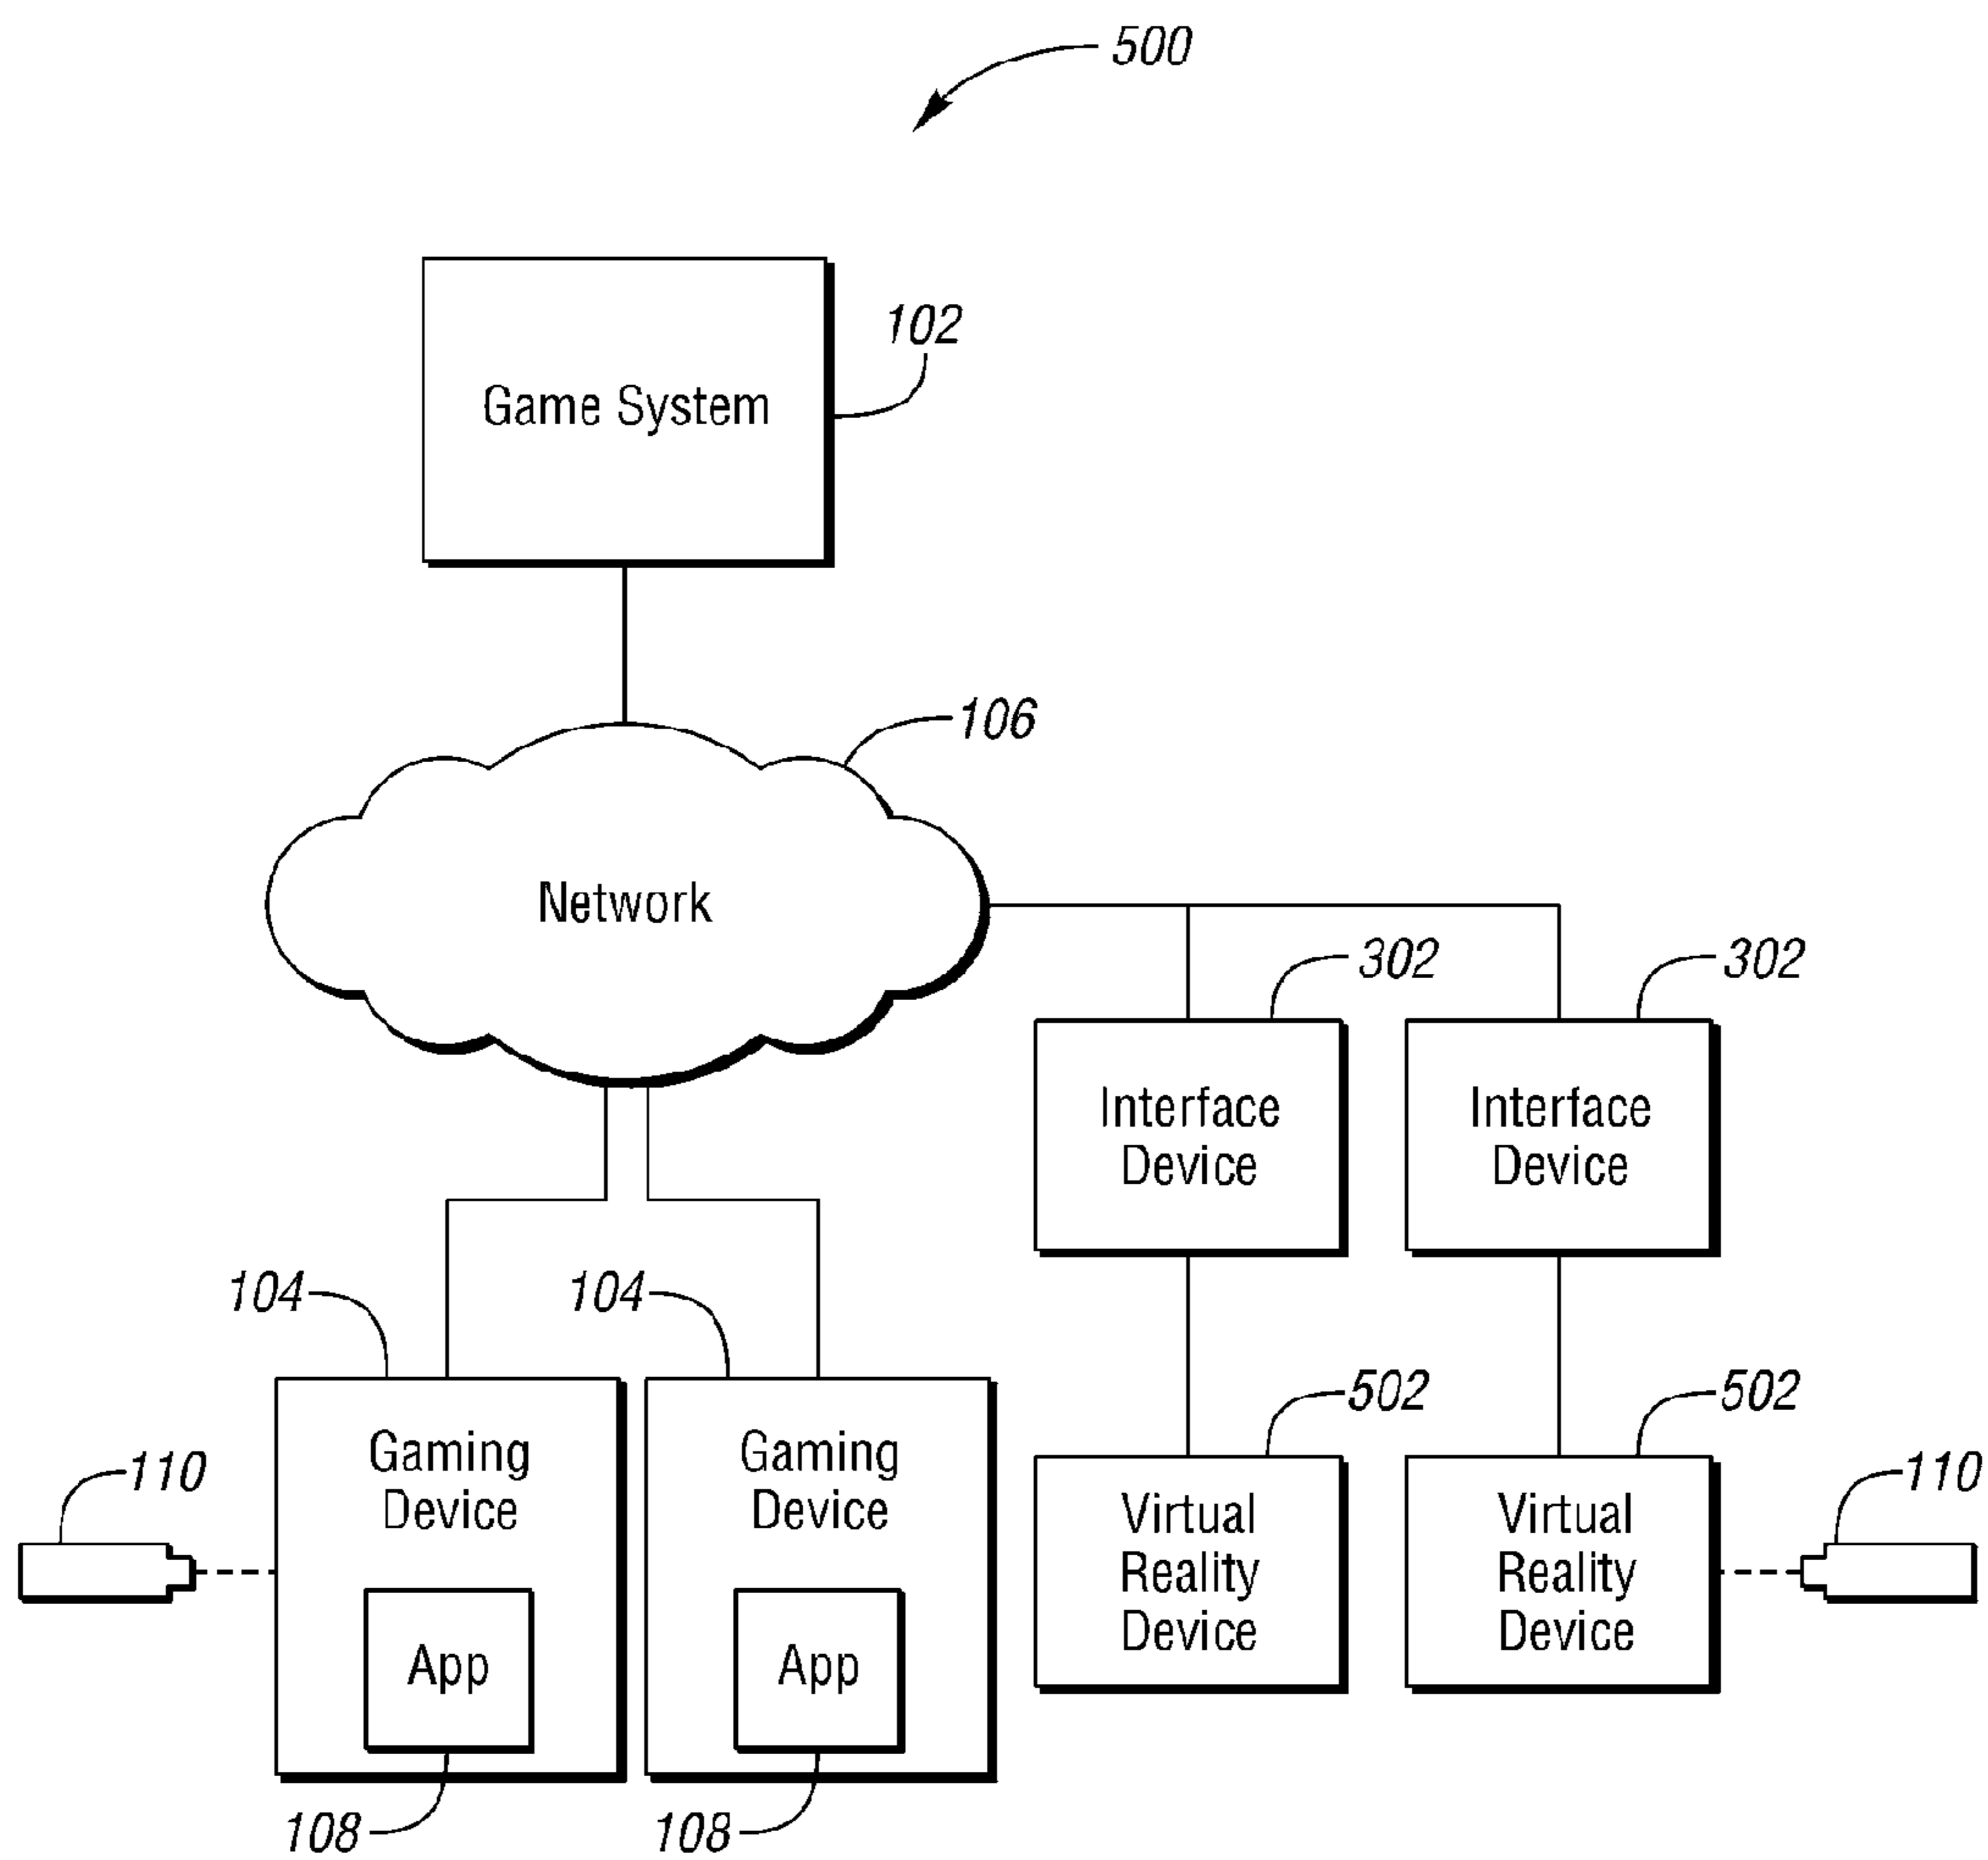 500
102
Game System
106
Network
302
302
Interface
Device
Interface
Device
104
104
502
502
110
Gaming
Device
Gaming
Device
110
Virtual
Reality
Device
Virtual
Reality
Device
App
App
108
108